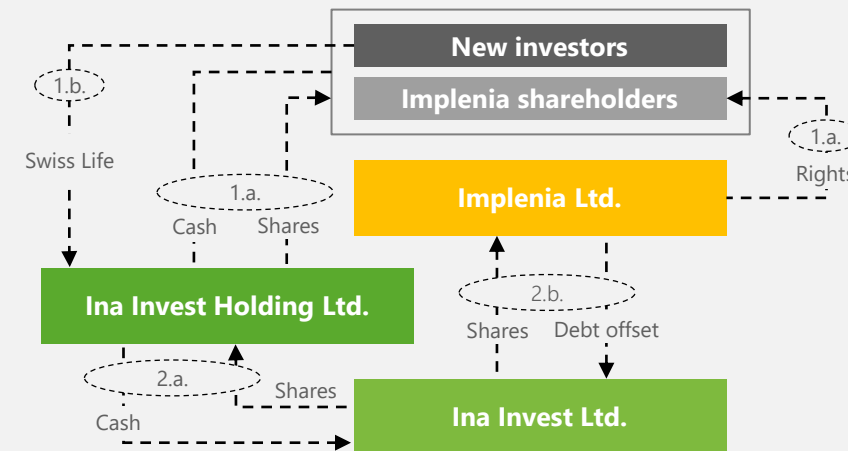 New investors
1.b.
Implenia shareholders
1.a.
Swiss Life
Rights
1.a.
Implenia Ltd.
Cash Shares
Ina Invest Holding Ltd.
2.b.
Shares Debt offset
2.a.
Shares
Cash
Ina Invest Ltd.